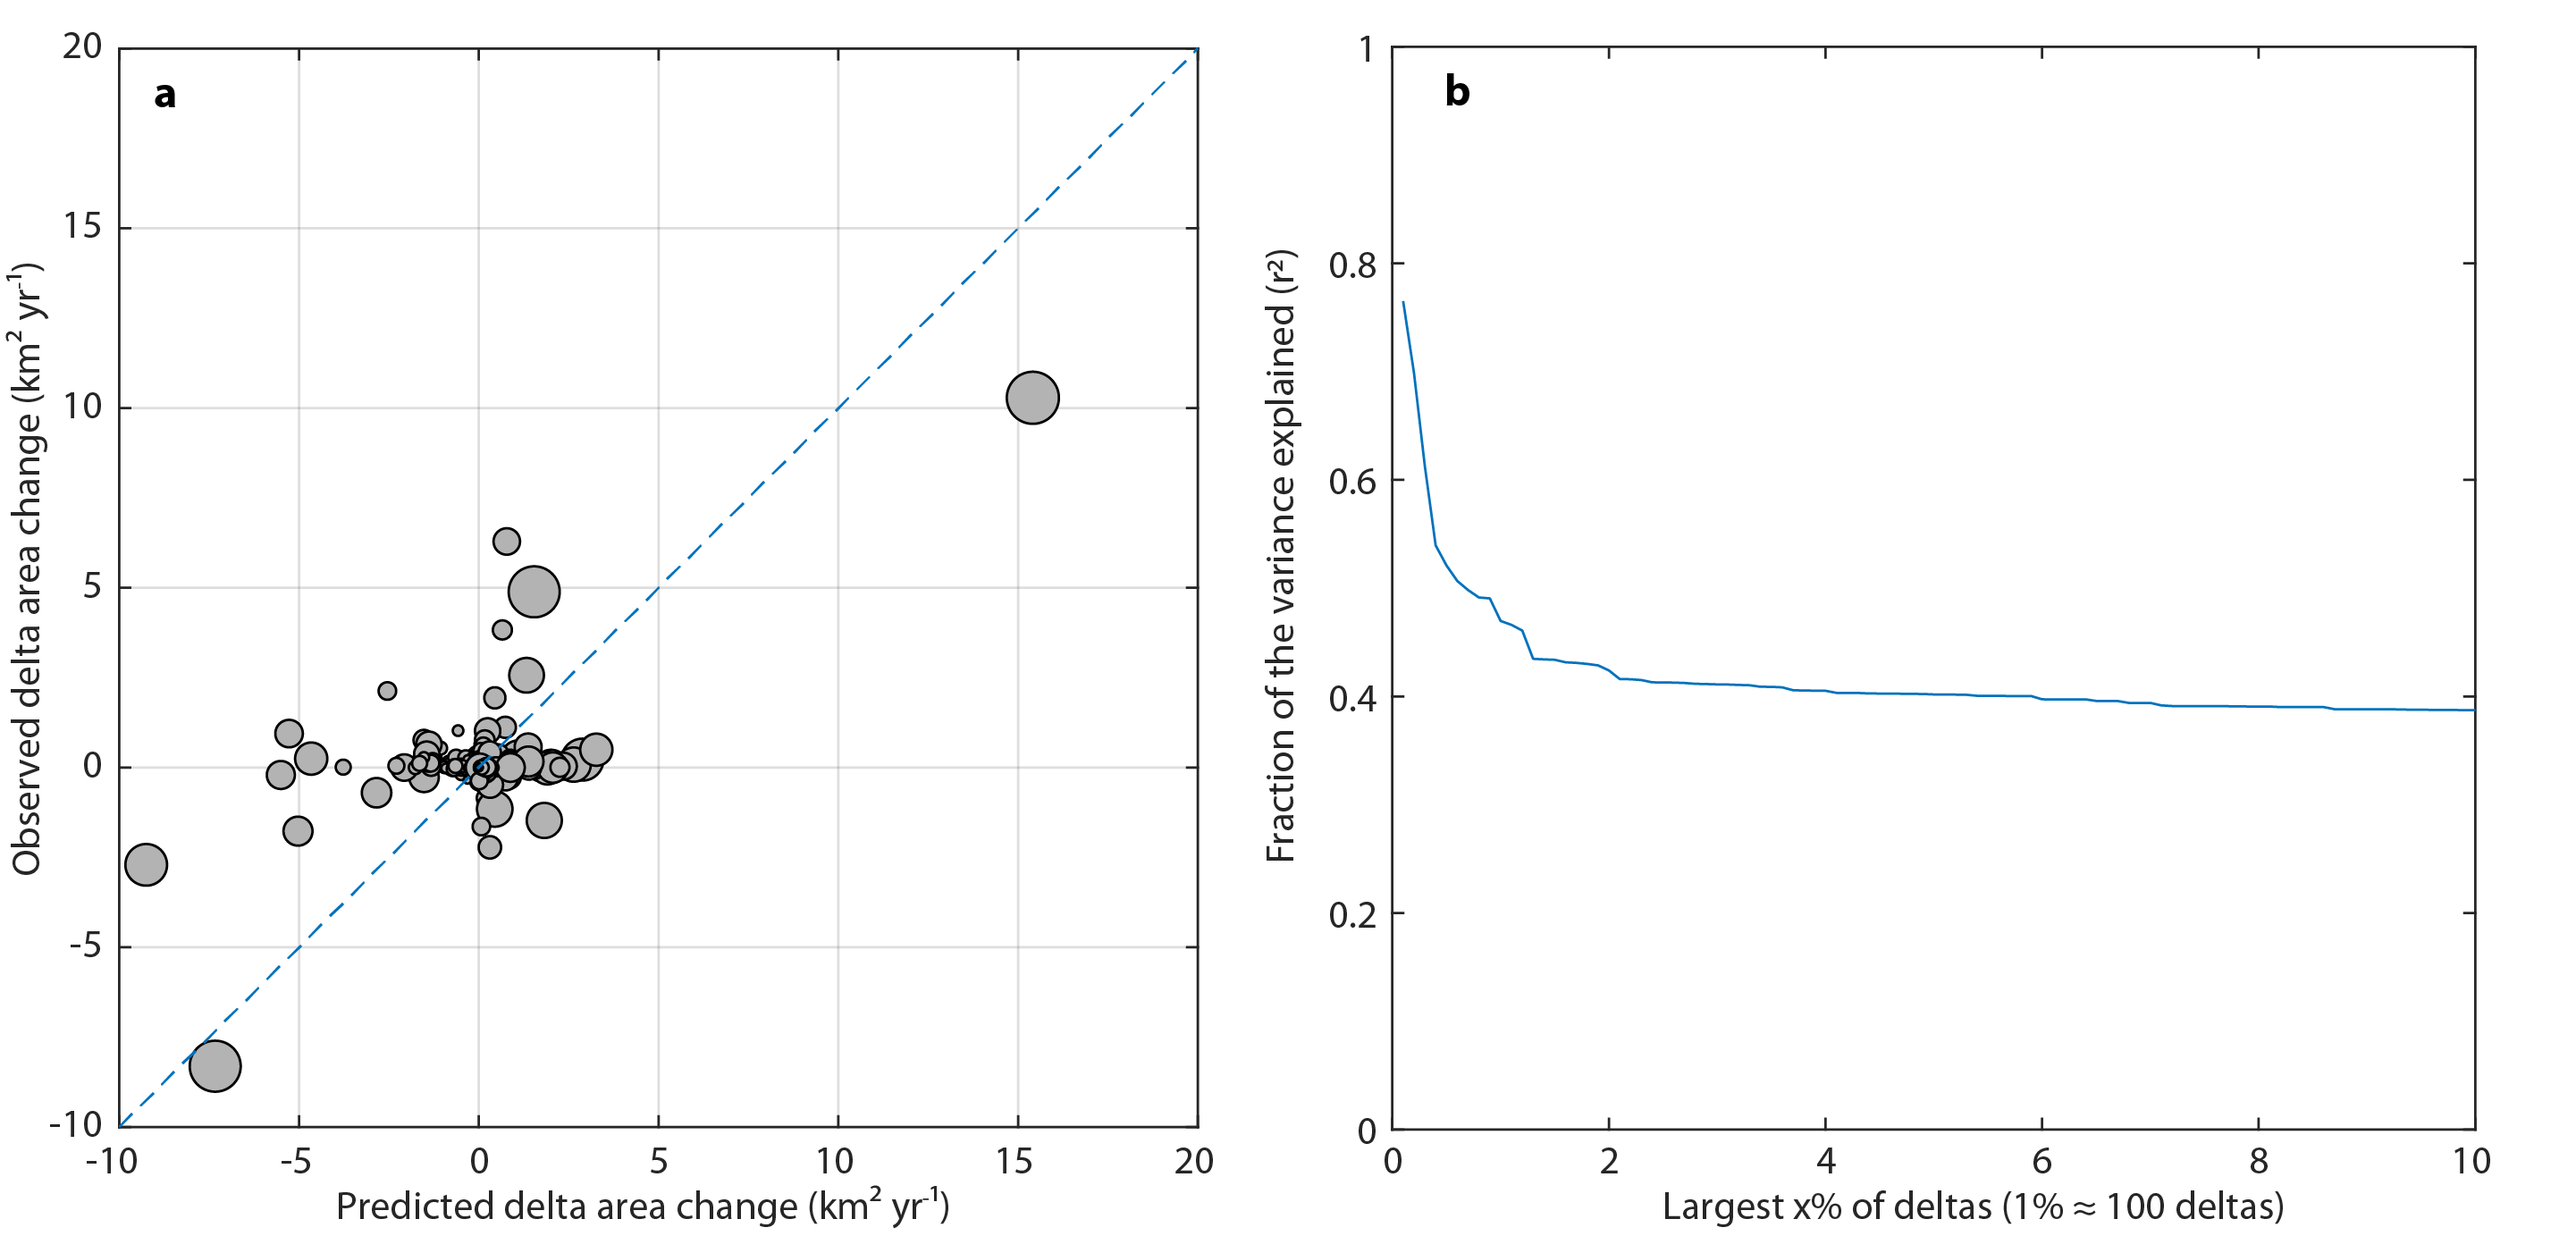 a
20
15
10
5
0
-5
-10
-10 -5 0 5 10 15 20
Observed delta area change (km² yr⁻¹)
Predicted delta area change (km² yr⁻¹)
b
1
0.8
0.6
0.4
0.2
0
0 2 4 6 8 10
Fraction of the variance explained (r²)
Largest x% of deltas (1% ≈ 100 deltas)